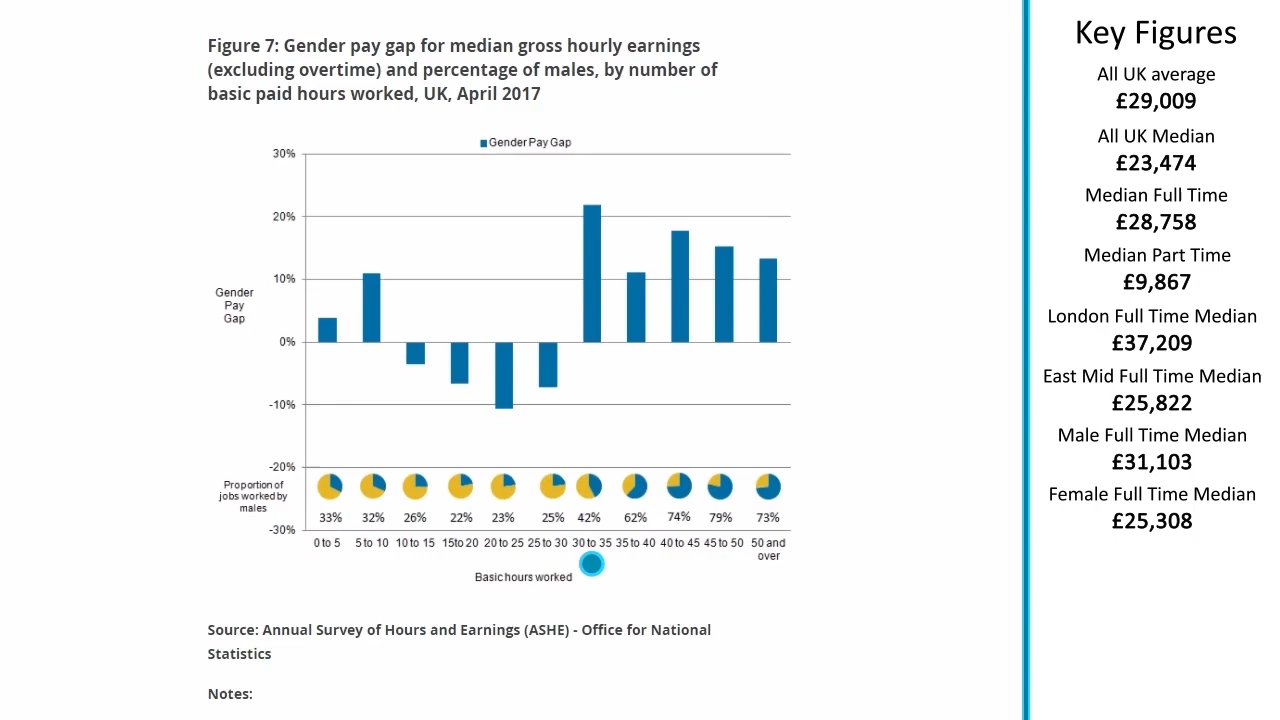 Figure 7: Gender pay gap for median gross hourly earnings
(excluding overtime) and percentage of males, by number of
basic paid hours worked, UK, April 2017
Gender Pay Gap
30%
20%
10%
0%
-10%
-20%
-30%
Gender
Pay
Gap
Proportion of
jobs worked by
males
33% 32% 26% 22% 23% 25% 42% 62% 74% 79% 73%
0 to 5 5 to 10 10 to 15 15to 20 20 to 25 25 to 30 30 to 35 35 to 40 40 to 45 45 to 50 50 and
over
Basic hours worked
Source: Annual Survey of Hours and Earnings (ASHE) - Office for National
Statistics
Notes:
Key Figures
All UK average
£29,009
All UK Median
£23,474
Median Full Time
£28,758
Median Part Time
£9,867
London Full Time Median
£37,209
East Mid Full Time Median
£25,822
Male Full Time Median
£31,103
Female Full Time Median
£25,308